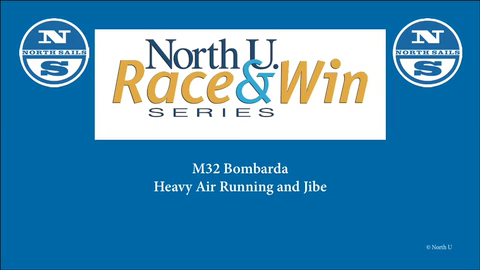 N
NORTH SAILS
S
N
NORTH SAILS
S
North U.
Race&Win
SERIES
M32 Bombarda
Heavy Air Running and Jibe
© North U